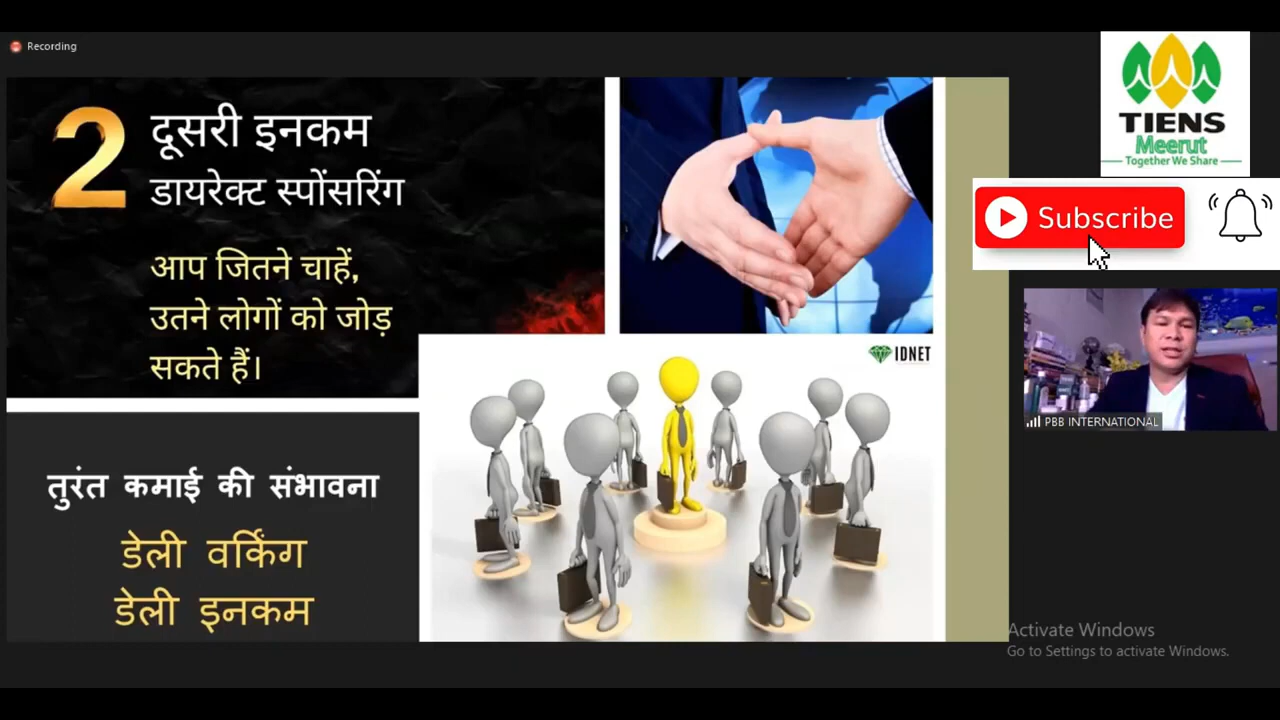 Recording
2
दूसरी इनकम
डायरेक्ट स्पोंसरिंग
आप जितने चाहें,
उतने लोगों को जोड़
सकते हैं।
तुरंत कमाई की संभावना
डेली वर्किंग
डेली इनकम
IDNET
TIENS
Meerut
Together We Share
Subscribe
PBB INTERNATIONAL
Activate Windows
Go to Settings to activate Windows.